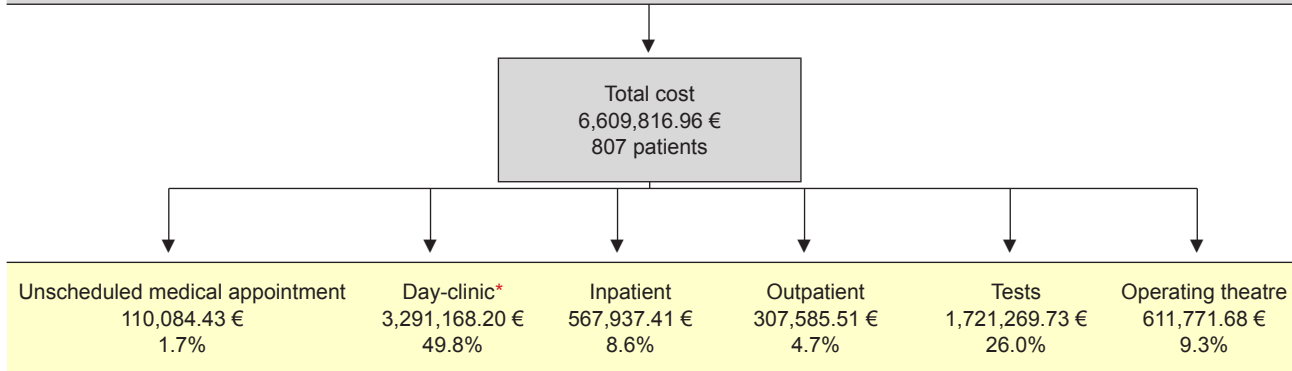 Total cost
6,609,816.96 €
807 patients
Unscheduled medical appointment
110,084.43 €
1.7%
Day-clinic*
3,291,168.20 €
49.8%
Inpatient
567,937.41 €
8.6%
Outpatient
307,585.51 €
4.7%
Tests
1,721,269.73 €
26.0%
Operating theatre
611,771.68 €
9.3%